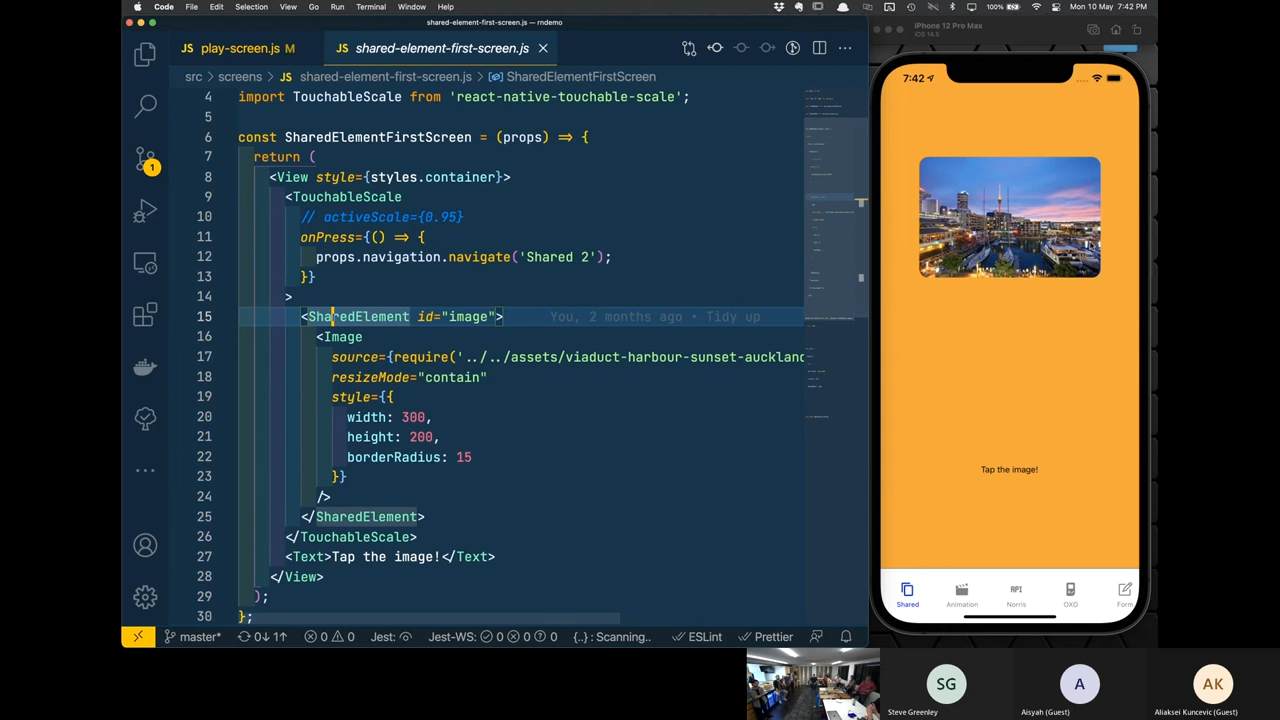 Code File Edit Selection View Go Run Terminal Window Help
100% Mon 10 May 7:42 PM
shared-element-first-screen.js — rndemo
JS play-screen.js M
JS shared-element-first-screen.js
src › screens › JS shared-element-first-screen.js › SharedElementFirstScreen
4 import TouchableScale from 'react-native-touchable-scale';
5
6 const SharedElementFirstScreen = (props) => {
7 return (
8 <View style={styles.container}>
9 <TouchableScale
10 // activeScale={0.95}
11 onPress={() => {
12 props.navigation.navigate('Shared 2');
13 }}
14 >
15 <SharedElement id="image"> You, 2 months ago • Tidy up
16 <Image
17 source={require('../../assets/viaduct-harbour-sunset-auckland
18 resizeMode="contain"
19 style={{
20 width: 300,
21 height: 200,
22 borderRadius: 15
23 }}
24 />
25 </SharedElement>
26 </TouchableScale>
27 <Text>Tap the image!</Text>
28 </View>
29 );
30 };
1
master* 0↓ 1↑ 0 0 Jest: Jest-WS: 0 0 0 {..} : Scanning.. ESLint Prettier
iPhone 12 Pro Max
iOS 14.5
7:42
Tap the image!
API
Shared Animation Norris OXO Form
SG A AK
Steve Greenley Aisyah (Guest) Aliaksei Kuncevic (Guest)